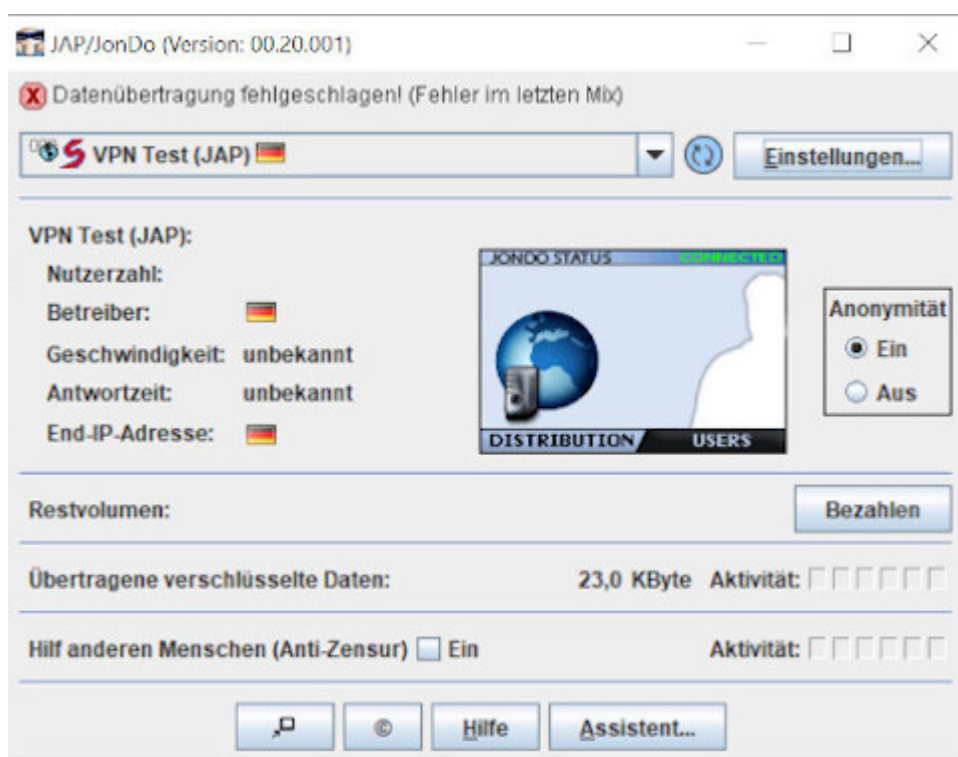 JAP/JonDo (Version: 00.20.001)
Datenübertragung fehlgeschlagen! (Fehler im letzten Mix)
VPN Test (JAP)
Einstellungen...
VPN Test (JAP):
Nutzerzahl:
Betreiber:
Geschwindigkeit: unbekannt
Antwortzeit: unbekannt
End-IP-Adresse:
JONDO STATUS CONNECTED
DISTRIBUTION USERS
Anonymität
Ein
Aus
Restvolumen:
Bezahlen
Übertragene verschlüsselte Daten: 23,0 KByte Aktivität:
Hilf anderen Menschen (Anti-Zensur) Ein Aktivität:
© Hilfe Assistent...